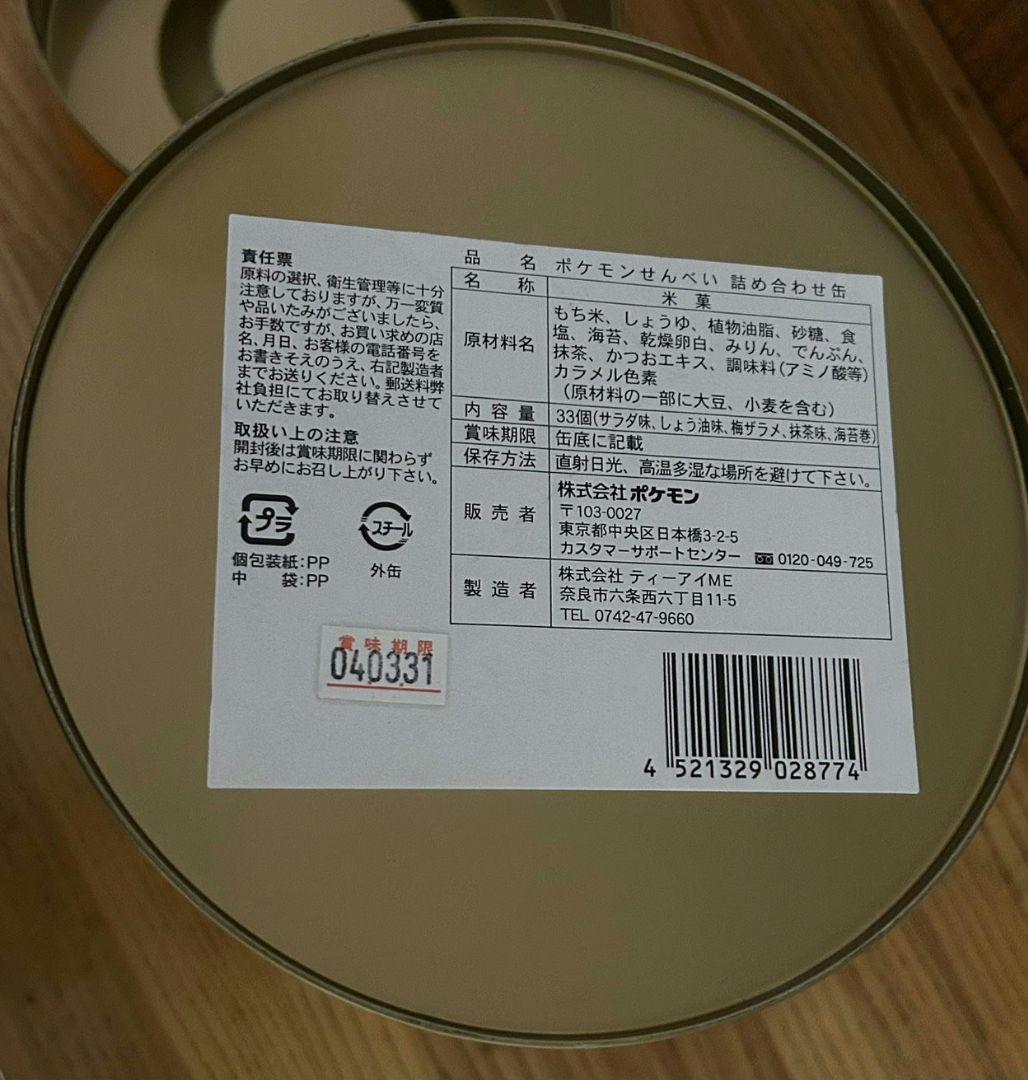 責任票
原料の選択、衛生管理等に十分
注意しておりますが、万一変質
や品いたみがございましたら、
お手数ですが、お買い求めの店
名、月日、お客様の電話番号を
お書きそえのうえ、右記製造者
までお送りください。郵送料弊
社負担にてお取り替えさせて
いただきます。
取扱い上の注意
開封後は賞味期限に関わらず
お早めにお召し上がり下さい。
プラ
個包装紙:PP
中 袋:PP
スチール
外缶
品名 ポケモンせんべい 詰め合わせ缶
名称 米菓
原材料名 もち米、しょうゆ、植物油脂、砂糖、食
塩、海苔、乾燥卵白、みりん、でんぷん、
抹茶、かつおエキス、調味料(アミノ酸等)
カラメル色素
(原材料の一部に大豆、小麦を含む)
内容量 33個(サラダ味、しょう油味、梅ザラメ、抹茶味、海苔巻)
賞味期限 缶底に記載
保存方法 直射日光、高温多湿な場所を避けて下さい。
販売者 株式会社ポケモン
〒103-0027
東京都中央区日本橋3-2-5
カスタマーサポートセンター 0120-049-725
製造者 株式会社 ティーアイME
奈良市六条西六丁目11-5
TEL 0742-47-9660
賞味期限
040331
4 521329 028774